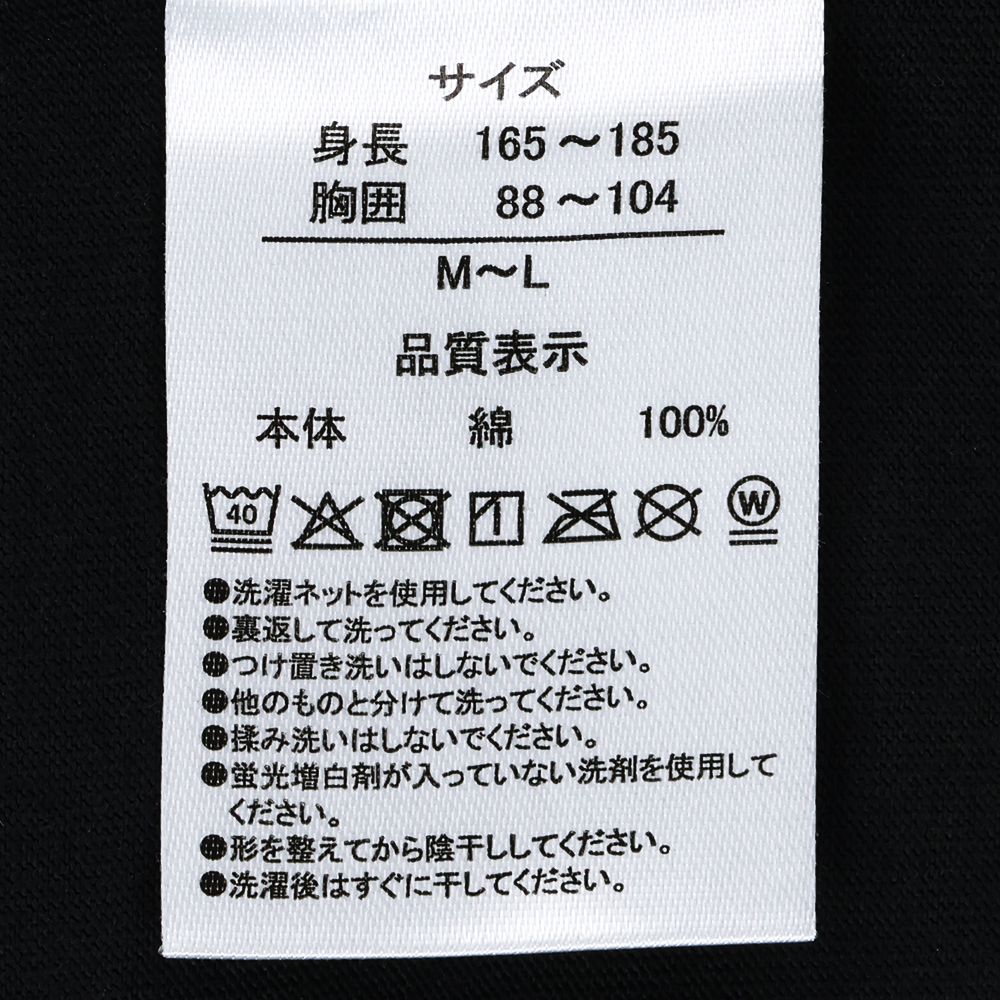 サイズ
身長 165～185
胸囲 88～104
M～L
品質表示
本体 綿 100%
40 W
●洗濯ネットを使用してください。
●裏返して洗ってください。
●つけ置き洗いはしないでください。
●他のものと分けて洗ってください。
●揉み洗いはしないでください。
●蛍光増白剤が入っていない洗剤を使用して
ください。
●形を整えてから陰干ししてください。
●洗濯後はすぐに干してください。